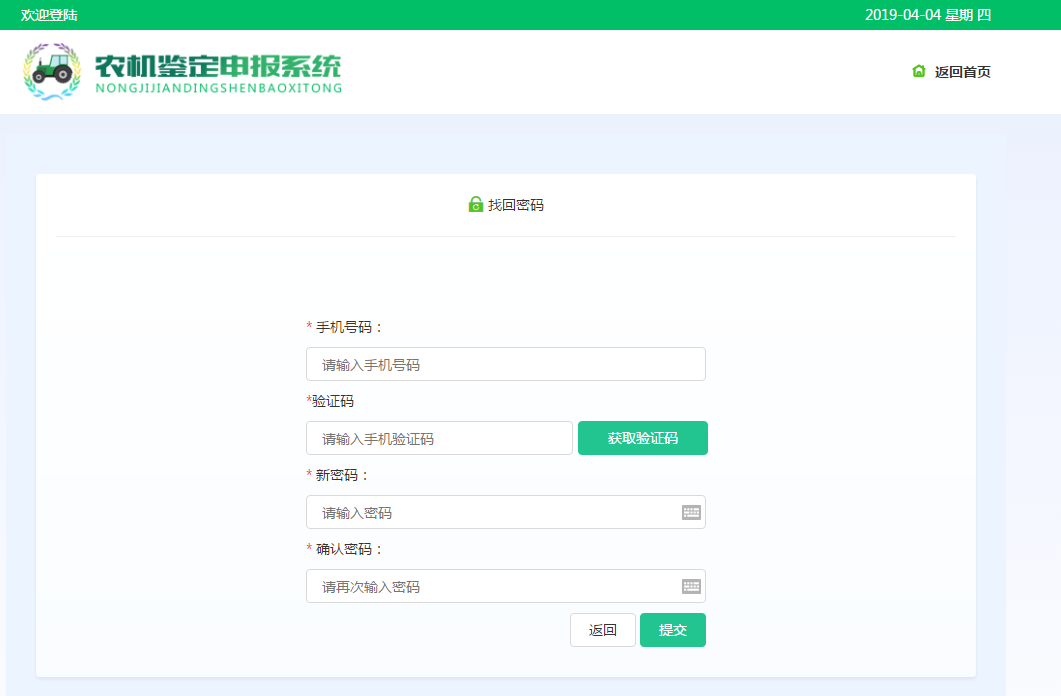 欢迎登陆
2019-04-04 星期 四
农机鉴定申报系统
NONGJIJIANDINGSHENBAOXITONG
返回首页
找回密码
* 手机号码：
请输入手机号码
*验证码
请输入手机验证码
获取验证码
* 新密码：
请输入密码
* 确认密码：
请再次输入密码
返回
提交